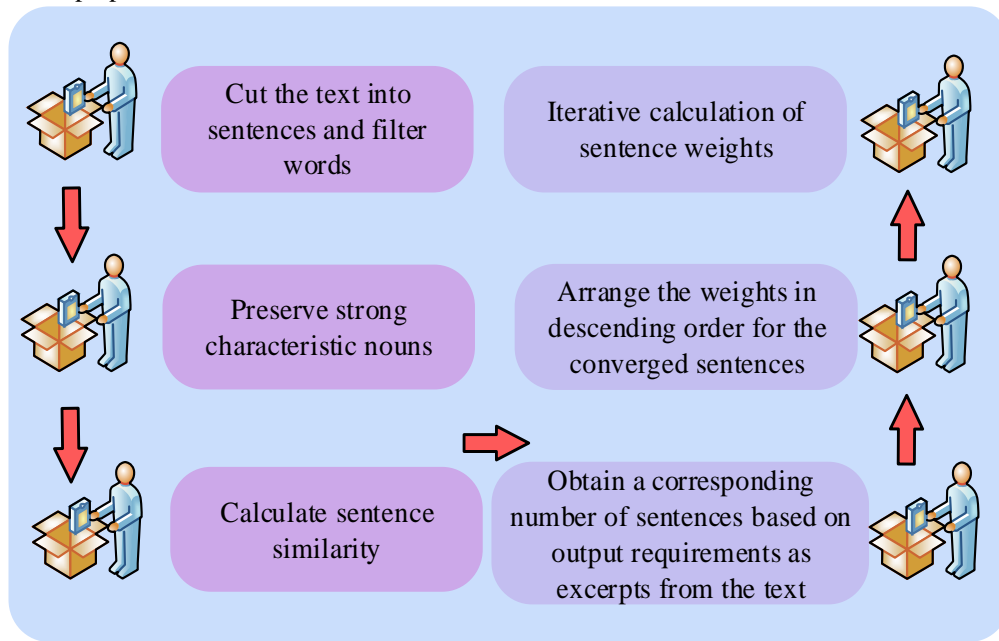 Cut the text into
sentences and filter
words
Preserve strong
characteristic nouns
Calculate sentence
similarity
Obtain a corresponding
number of sentences based on
output requirements as
excerpts from the text
Arrange the weights in
descending order for the
converged sentences
Iterative calculation of
sentence weights